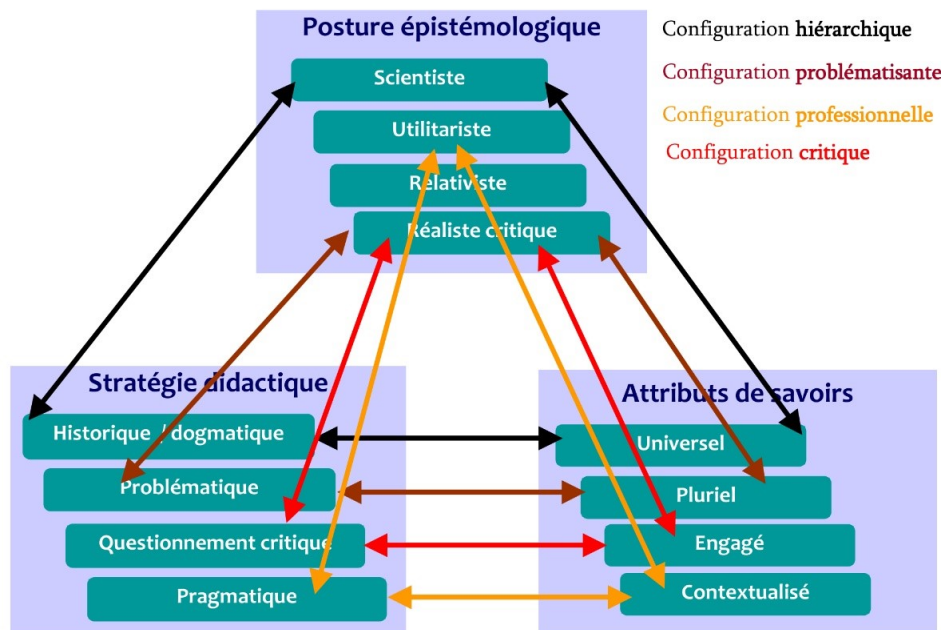 Posture épistémologique
Scientiste
Utilitariste
Relativiste
Réaliste critique
Configuration hiérarchique
Configuration problématisante
Configuration professionnelle
Configuration critique
Stratégie didactique
Historique / dogmatique
Problématique
Questionnement critique
Pragmatique
Attributs de savoirs
Universel
Pluriel
Engagé
Contextualisé